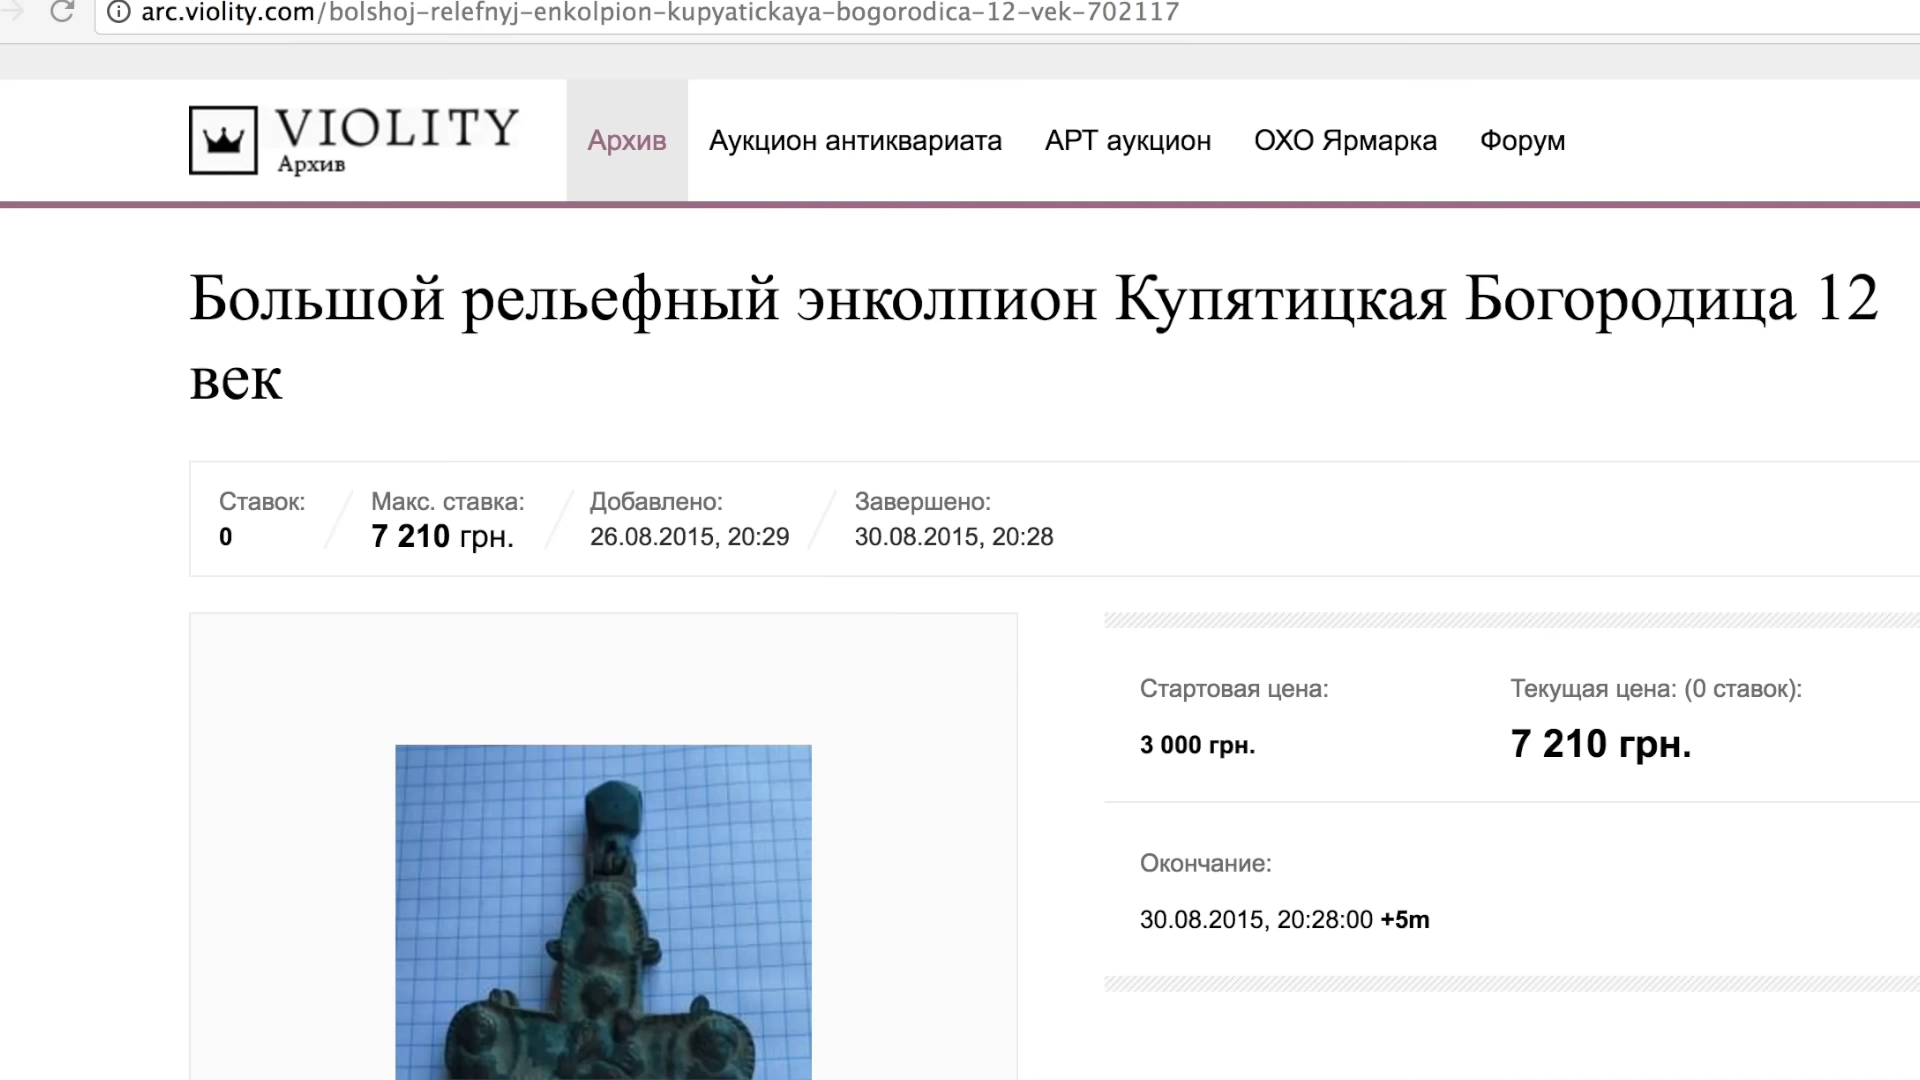 arc.violity.com/bolshoj-relefnyj-enkolpion-kupyatickaya-bogorodica-12-vek-702117
VIOLITY
Архив
Архив Аукцион антиквариата АРТ аукцион ОХО Ярмарка Форум
Большой рельефный энколпион Купятицкая Богородица 12
век
Ставок: Макс. ставка: Добавлено: Завершено:
0 7 210 грн. 26.08.2015, 20:29 30.08.2015, 20:28
Стартовая цена: Текущая цена: (0 ставок):
3 000 грн. 7 210 грн.
Окончание:
30.08.2015, 20:28:00 +5m